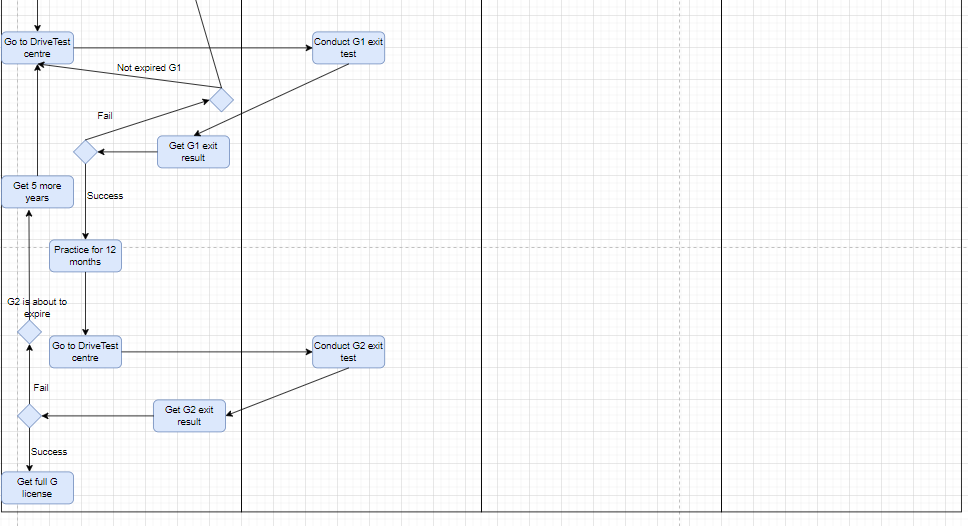 Go to DriveTest
centre
Conduct G1 exit
test
Not expired G1
Fail
Get G1 exit
result
Get 5 more
years
Success
Practice for 12
months
G2 is about to
expire
Go to DriveTest
centre
Conduct G2 exit
test
Fail
Get G2 exit
result
Success
Get full G
license